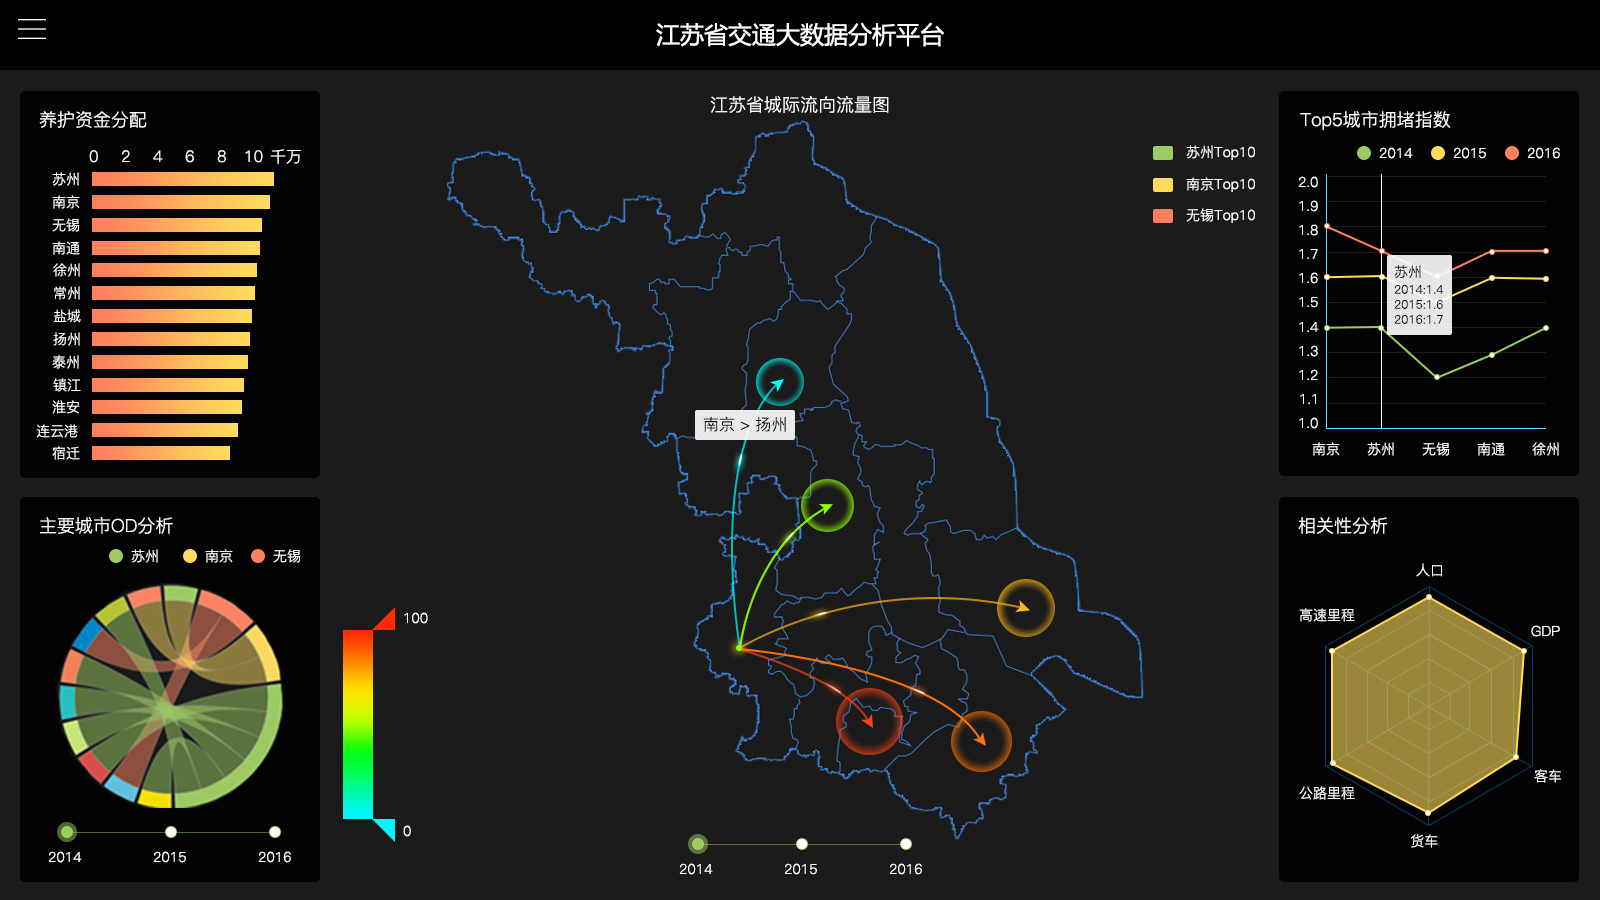 江苏省交通大数据分析平台
养护资金分配
0 2 4 6 8 10 千万
苏州
南京
无锡
南通
徐州
常州
盐城
扬州
泰州
镇江
淮安
连云港
宿迁
主要城市OD分析
苏州 南京 无锡
2014 2015 2016
江苏省城际流向流量图
苏州Top10
南京Top10
无锡Top10
南京 > 扬州
100
0
2014 2015 2016
Top5城市拥堵指数
2014 2015 2016
2.0
1.9
1.8
1.7
1.6
1.5
1.4
1.3
1.2
1.1
1.0
苏州
2014:1.4
2015:1.6
2016:1.7
南京 苏州 无锡 南通 徐州
相关性分析
人口
高速里程
GDP
客车
公路里程
货车